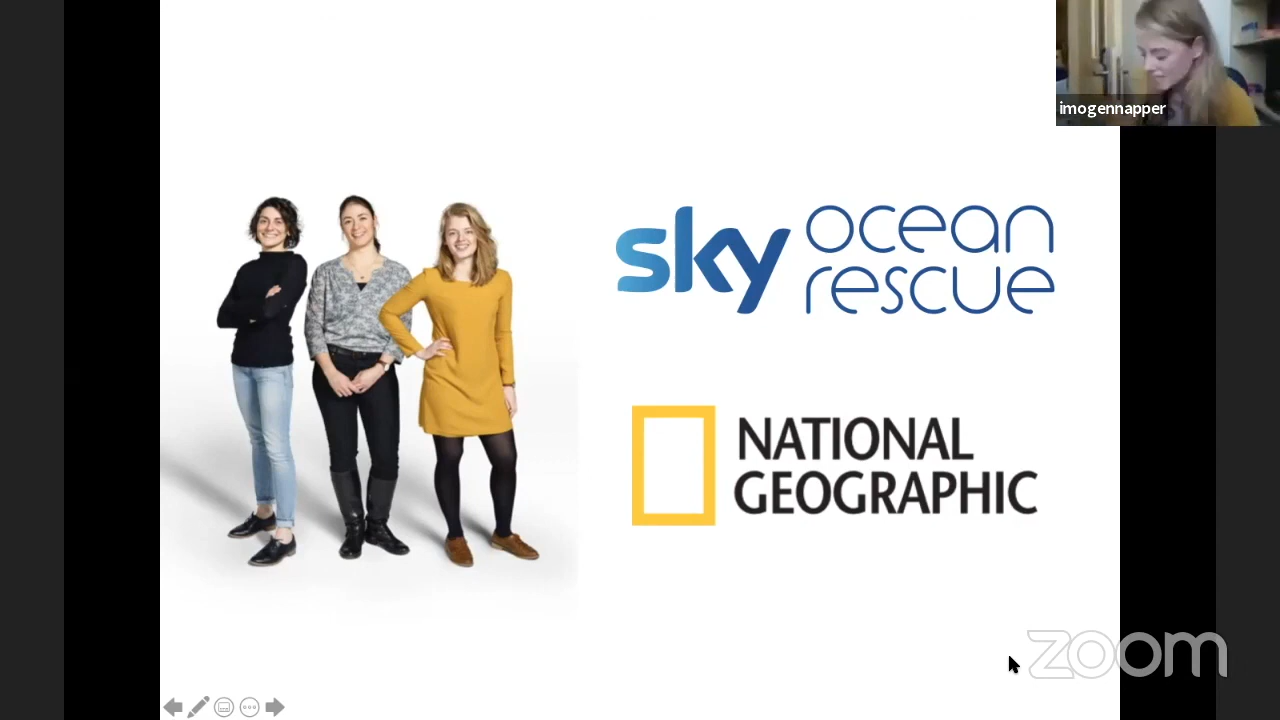 imogennapper
sky ocean
rescue
NATIONAL
GEOGRAPHIC
zoom